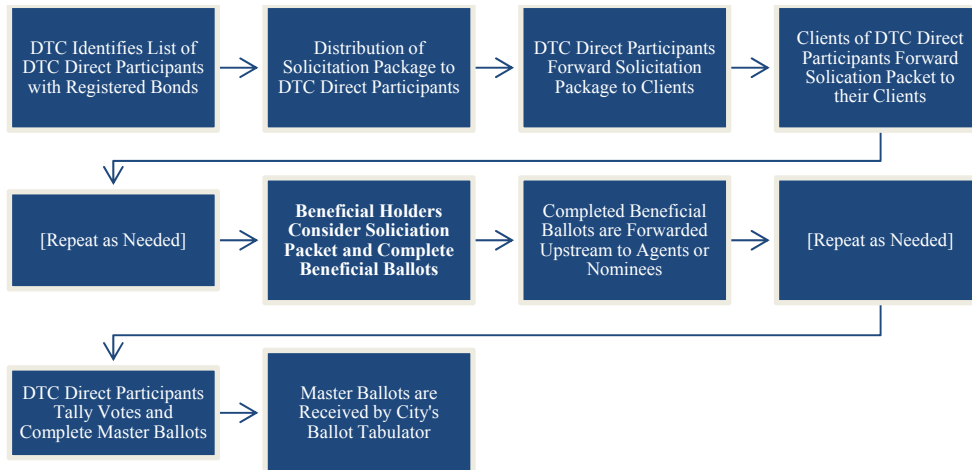 DTC Identifies List of
DTC Direct Participants
with Registered Bonds
Distribution of
Solicitation Package to
DTC Direct Participants
DTC Direct Participants
Forward Solicitation
Package to Clients
Clients of DTC Direct
Participants Forward
Solication Packet to
their Clients
[Repeat as Needed]
Beneficial Holders
Consider Soliciation
Packet and Complete
Beneficial Ballots
Completed Beneficial
Ballots are Forwarded
Upstream to Agents or
Nominees
[Repeat as Needed]
DTC Direct Participants
Tally Votes and
Complete Master Ballots
Master Ballots are
Received by City's
Ballot Tabulator